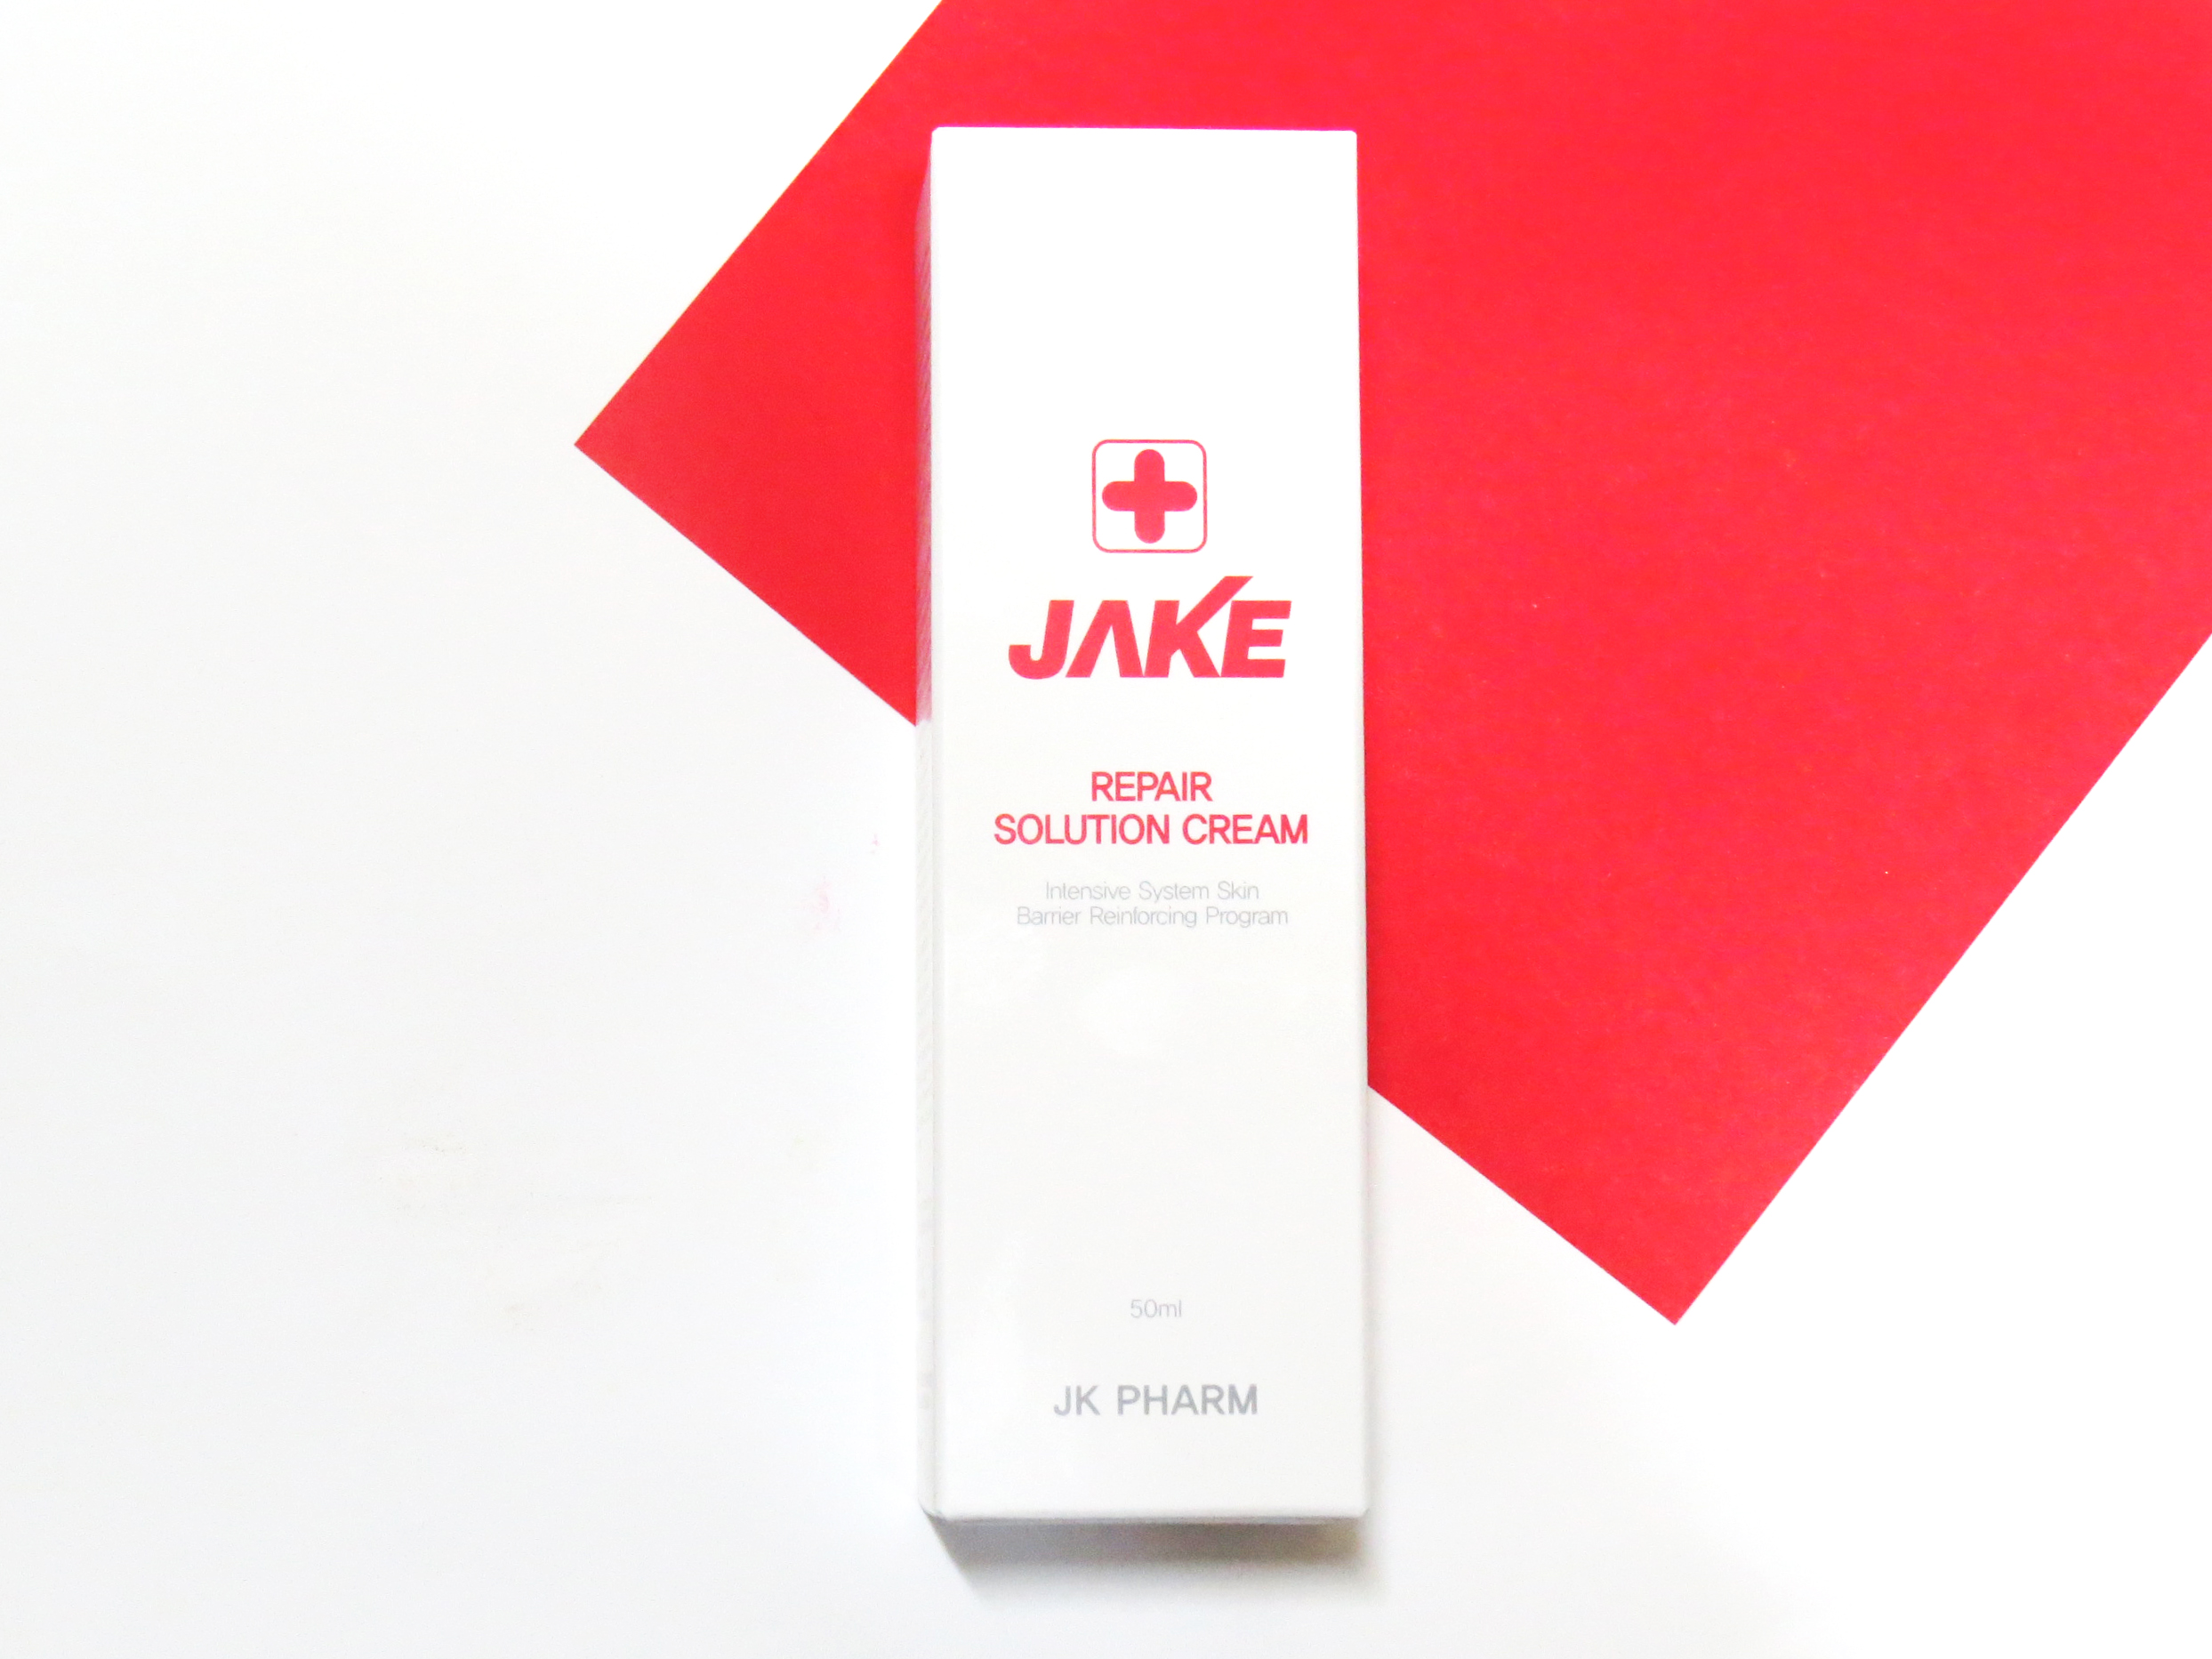 JAKE
REPAIR
SOLUTION CREAM
Intensive System Skin
Barrier Reinforcing Program
50ml
JK PHARM